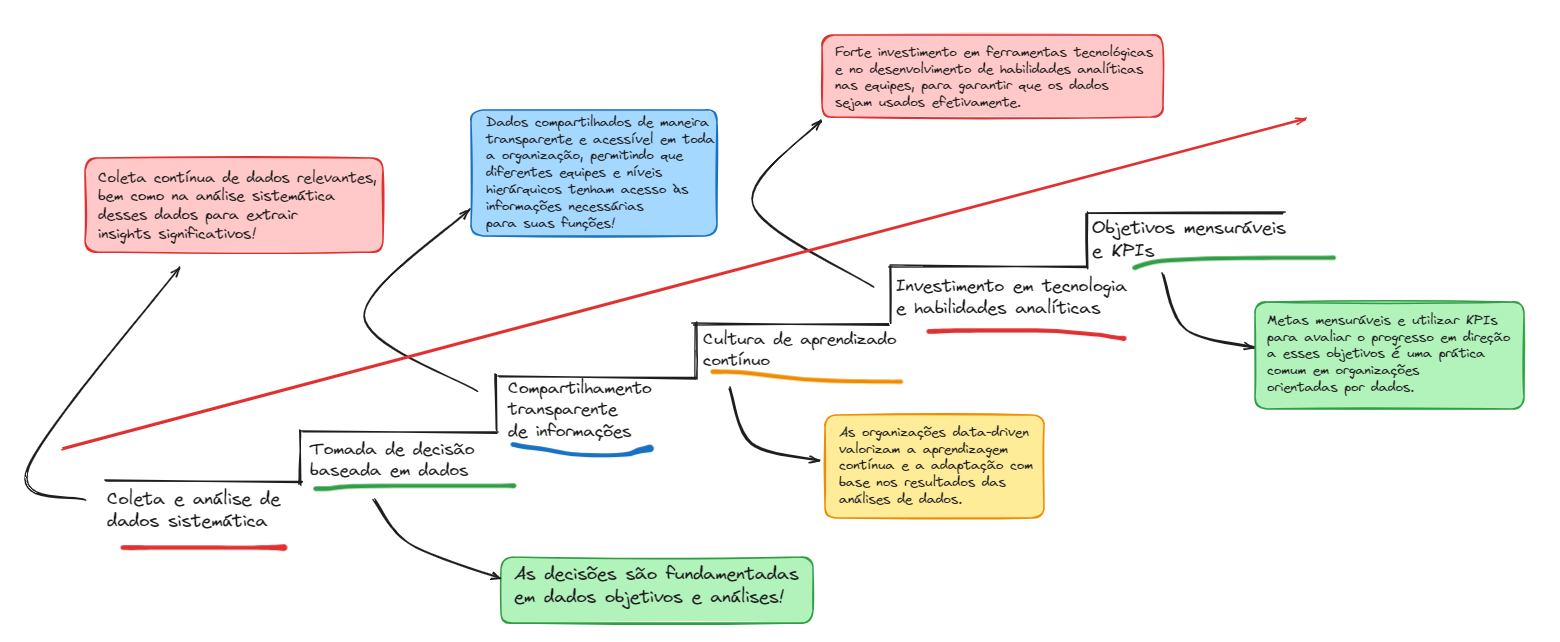 Forte investimento em ferramentas tecnológicas
e no desenvolvimento de habilidades analíticas
nas equipes, para garantir que os dados
sejam usados efetivamente.
Dados compartilhados de maneira
transparente e acessível em toda
a organização, permitindo que
diferentes equipes e níveis
hierárquicos tenham acesso às
informações necessárias
para suas funções!
Coleta contínua de dados relevantes,
bem como na análise sistemática
desses dados para extrair
insights significativos!
Objetivos mensuráveis
e KPIs
Investimento em tecnologia
e habilidades analíticas
Metas mensuráveis e utilizar KPIs
para avaliar o progresso em direção
a esses objetivos é uma prática
comum em organizações
orientadas por dados.
Cultura de aprendizado
contínuo
Compartilhamento
transparente
de informações
As organizações data-driven
valorizam a aprendizagem
contínua e a adaptação com
base nos resultados das
análises de dados.
Tomada de decisão
baseada em dados
Coleta e análise de
dados sistemática
As decisões são fundamentadas
em dados objetivos e análises!